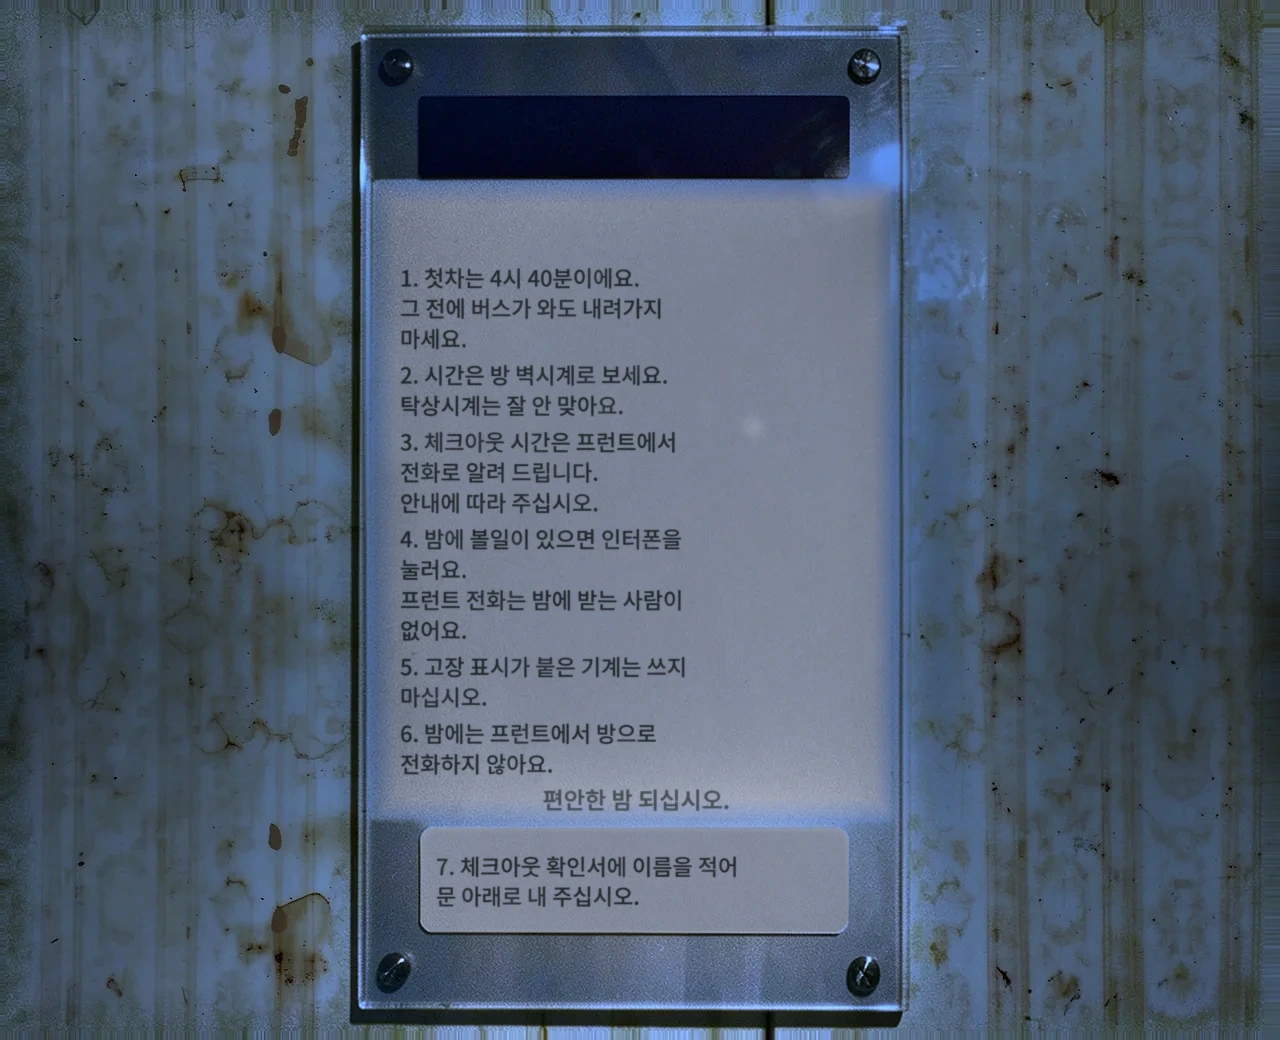 1. 첫차는 4시 40분이에요.
그 전에 버스가 와도 내려가지
마세요.
2. 시간은 방 벽시계로 보세요.
탁상시계는 잘 안 맞아요.
3. 체크아웃 시간은 프런트에서
전화로 알려 드립니다.
안내에 따라 주십시오.
4. 밤에 볼일이 있으면 인터폰을
눌러요.
프런트 전화는 밤에 받는 사람이
없어요.
5. 고장 표시가 붙은 기계는 쓰지
마십시오.
6. 밤에는 프런트에서 방으로
전화하지 않아요.
편안한 밤 되십시오.
7. 체크아웃 확인서에 이름을 적어
문 아래로 내 주십시오.